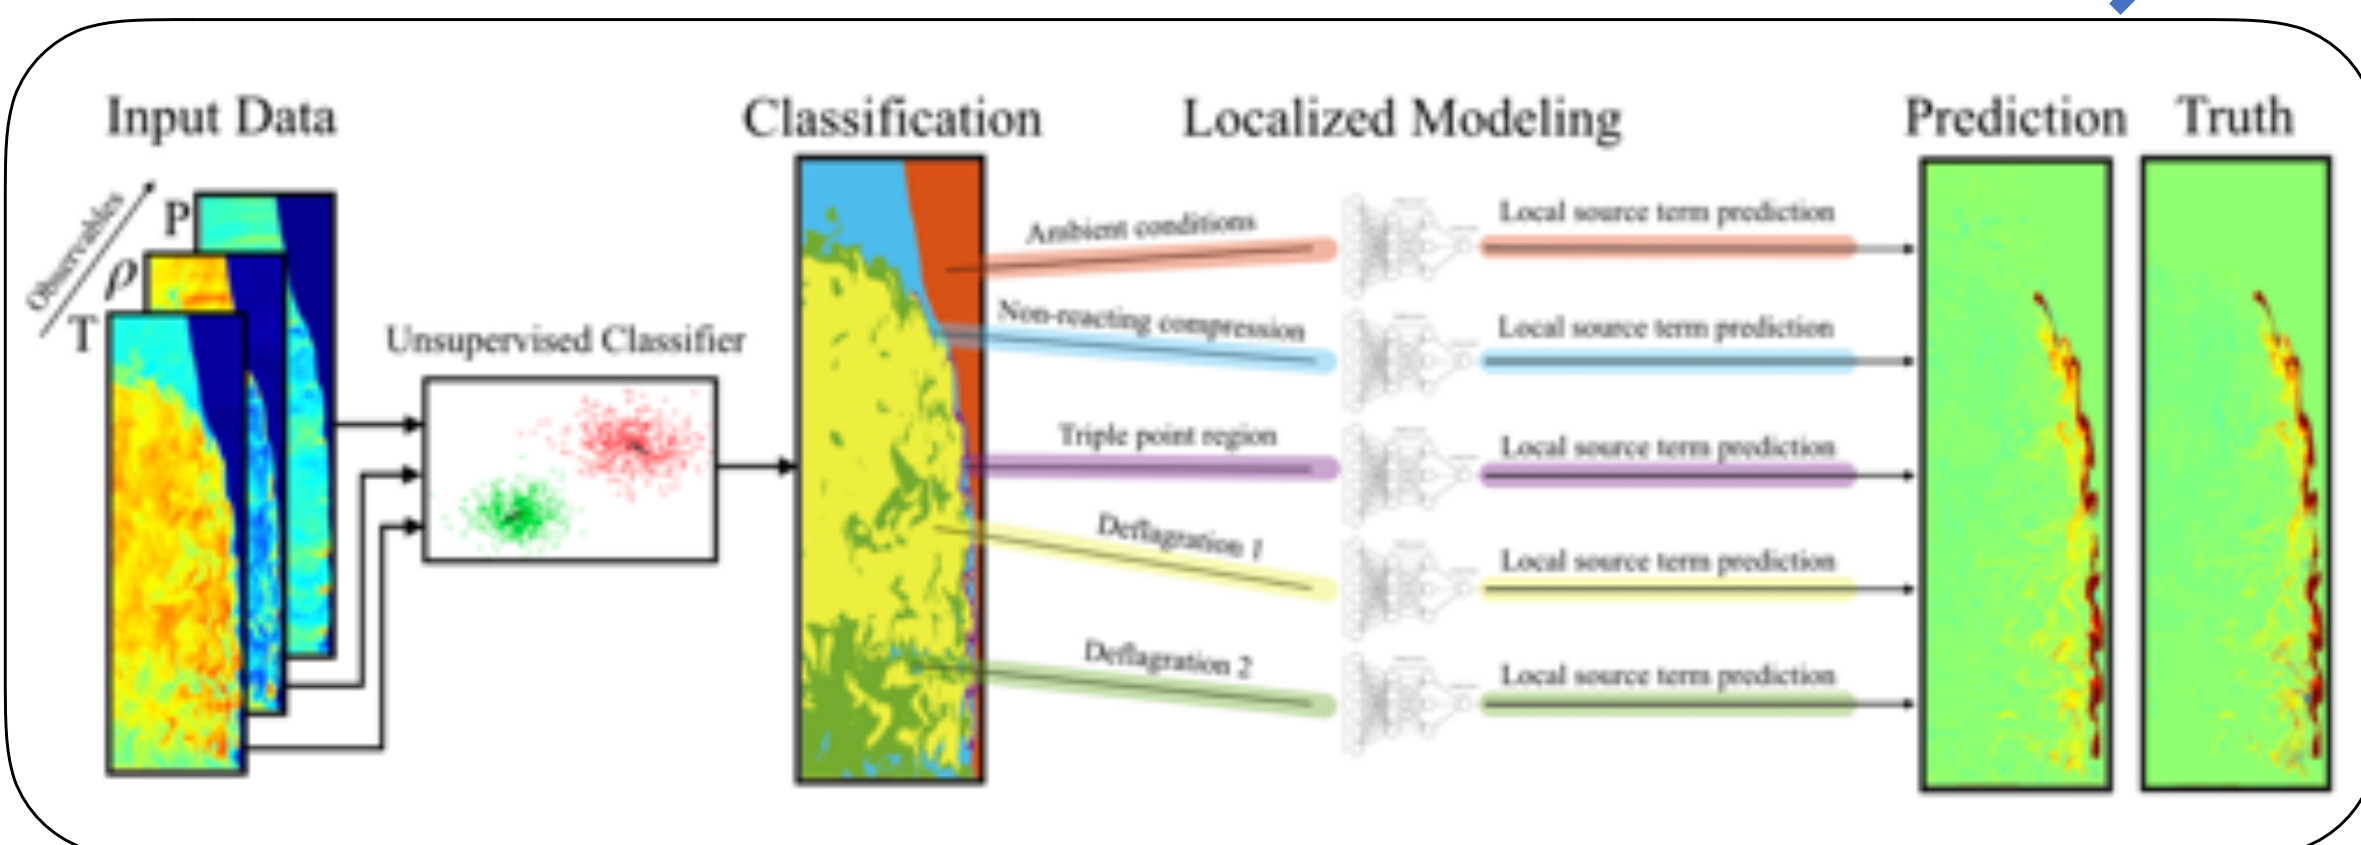 Input Data
Classification
Localized Modeling
Prediction
Truth
Observables
P
ρ
T
Unsupervised Classifier
Ambient conditions
Local source term prediction
Non-reacting compression
Local source term prediction
Triple point region
Local source term prediction
Deflagration 1
Local source term prediction
Deflagration 2
Local source term prediction